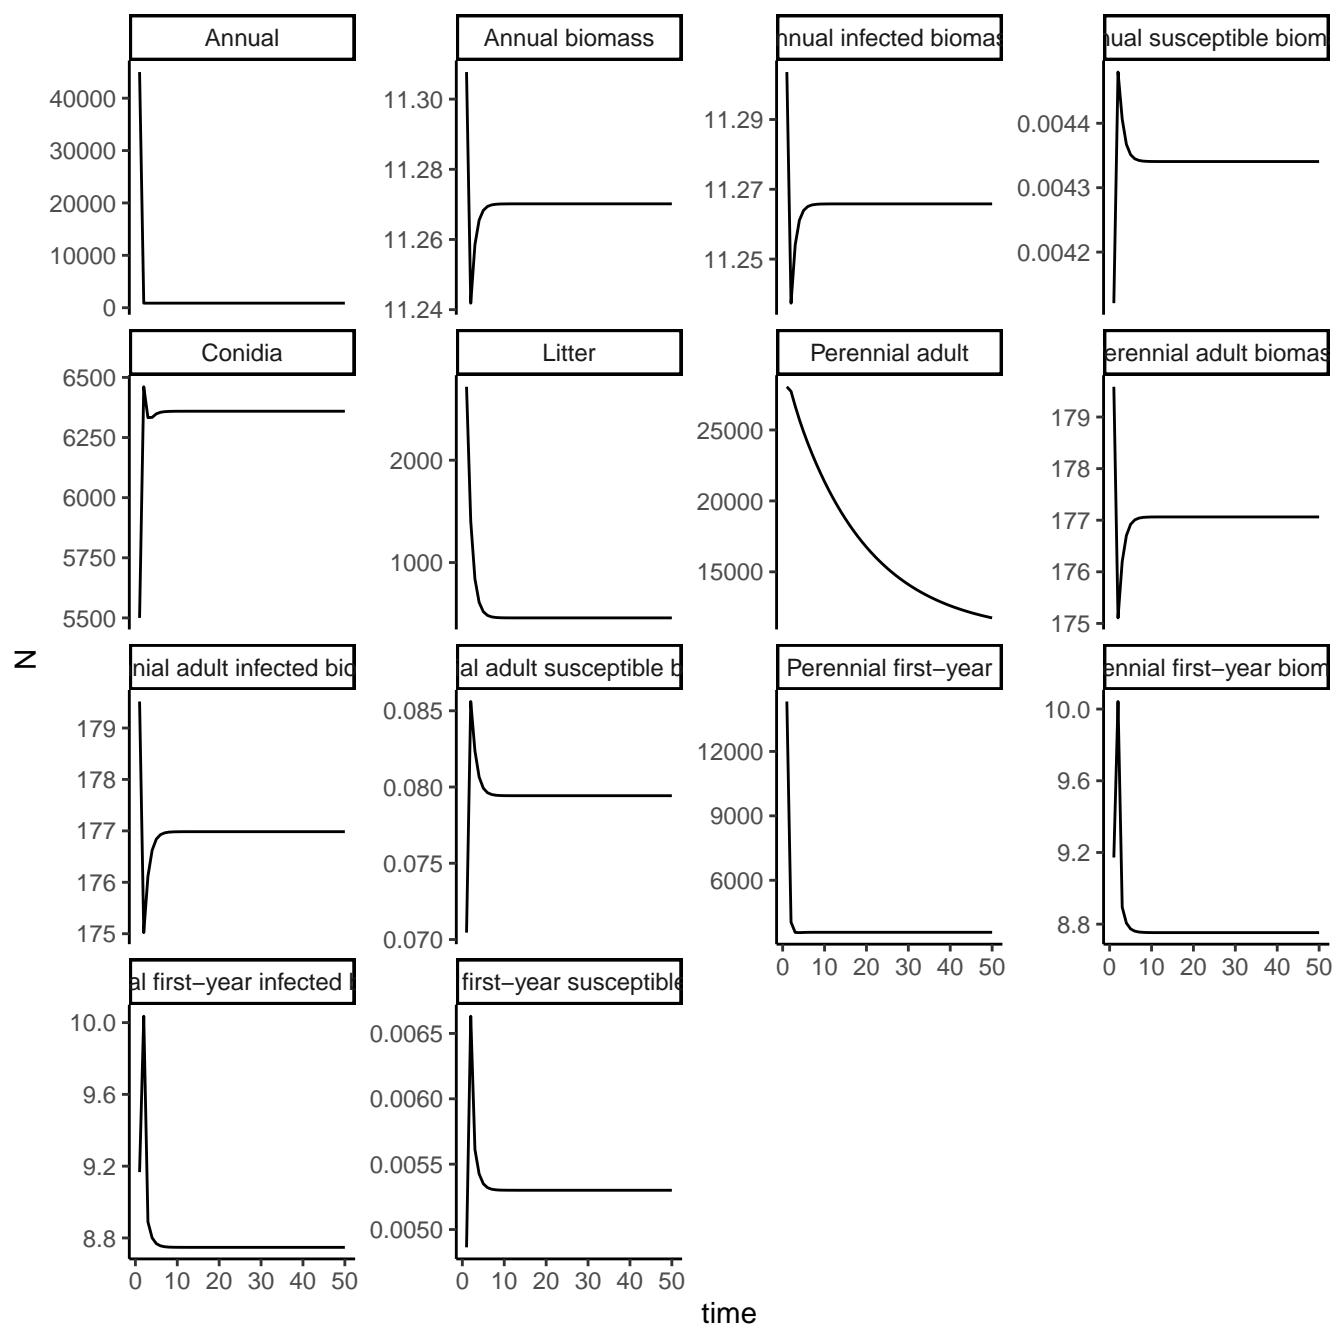 Annual
Annual biomass
nnual infected biomas
nual susceptible biom
40000
30000
20000
10000
0
11.30
11.28
11.26
11.24
11.29
11.27
11.25
0.0044
0.0043
0.0042
Conidia
Litter
Perennial adult
erennial adult biomas
6500
6250
6000
5750
5500
2000
1000
25000
20000
15000
179
178
177
176
175
N
nial adult infected bio
al adult susceptible b
Perennial first−year
ennial first−year biom
179
178
177
176
175
0.085
0.080
0.075
0.070
12000
9000
6000
0 10 20 30 40 50
10.0
9.6
9.2
8.8
0 10 20 30 40 50
al first−year infected b
first−year susceptible
10.0
9.6
9.2
8.8
0 10 20 30 40 50
0.0065
0.0060
0.0055
0.0050
0 10 20 30 40 50
time